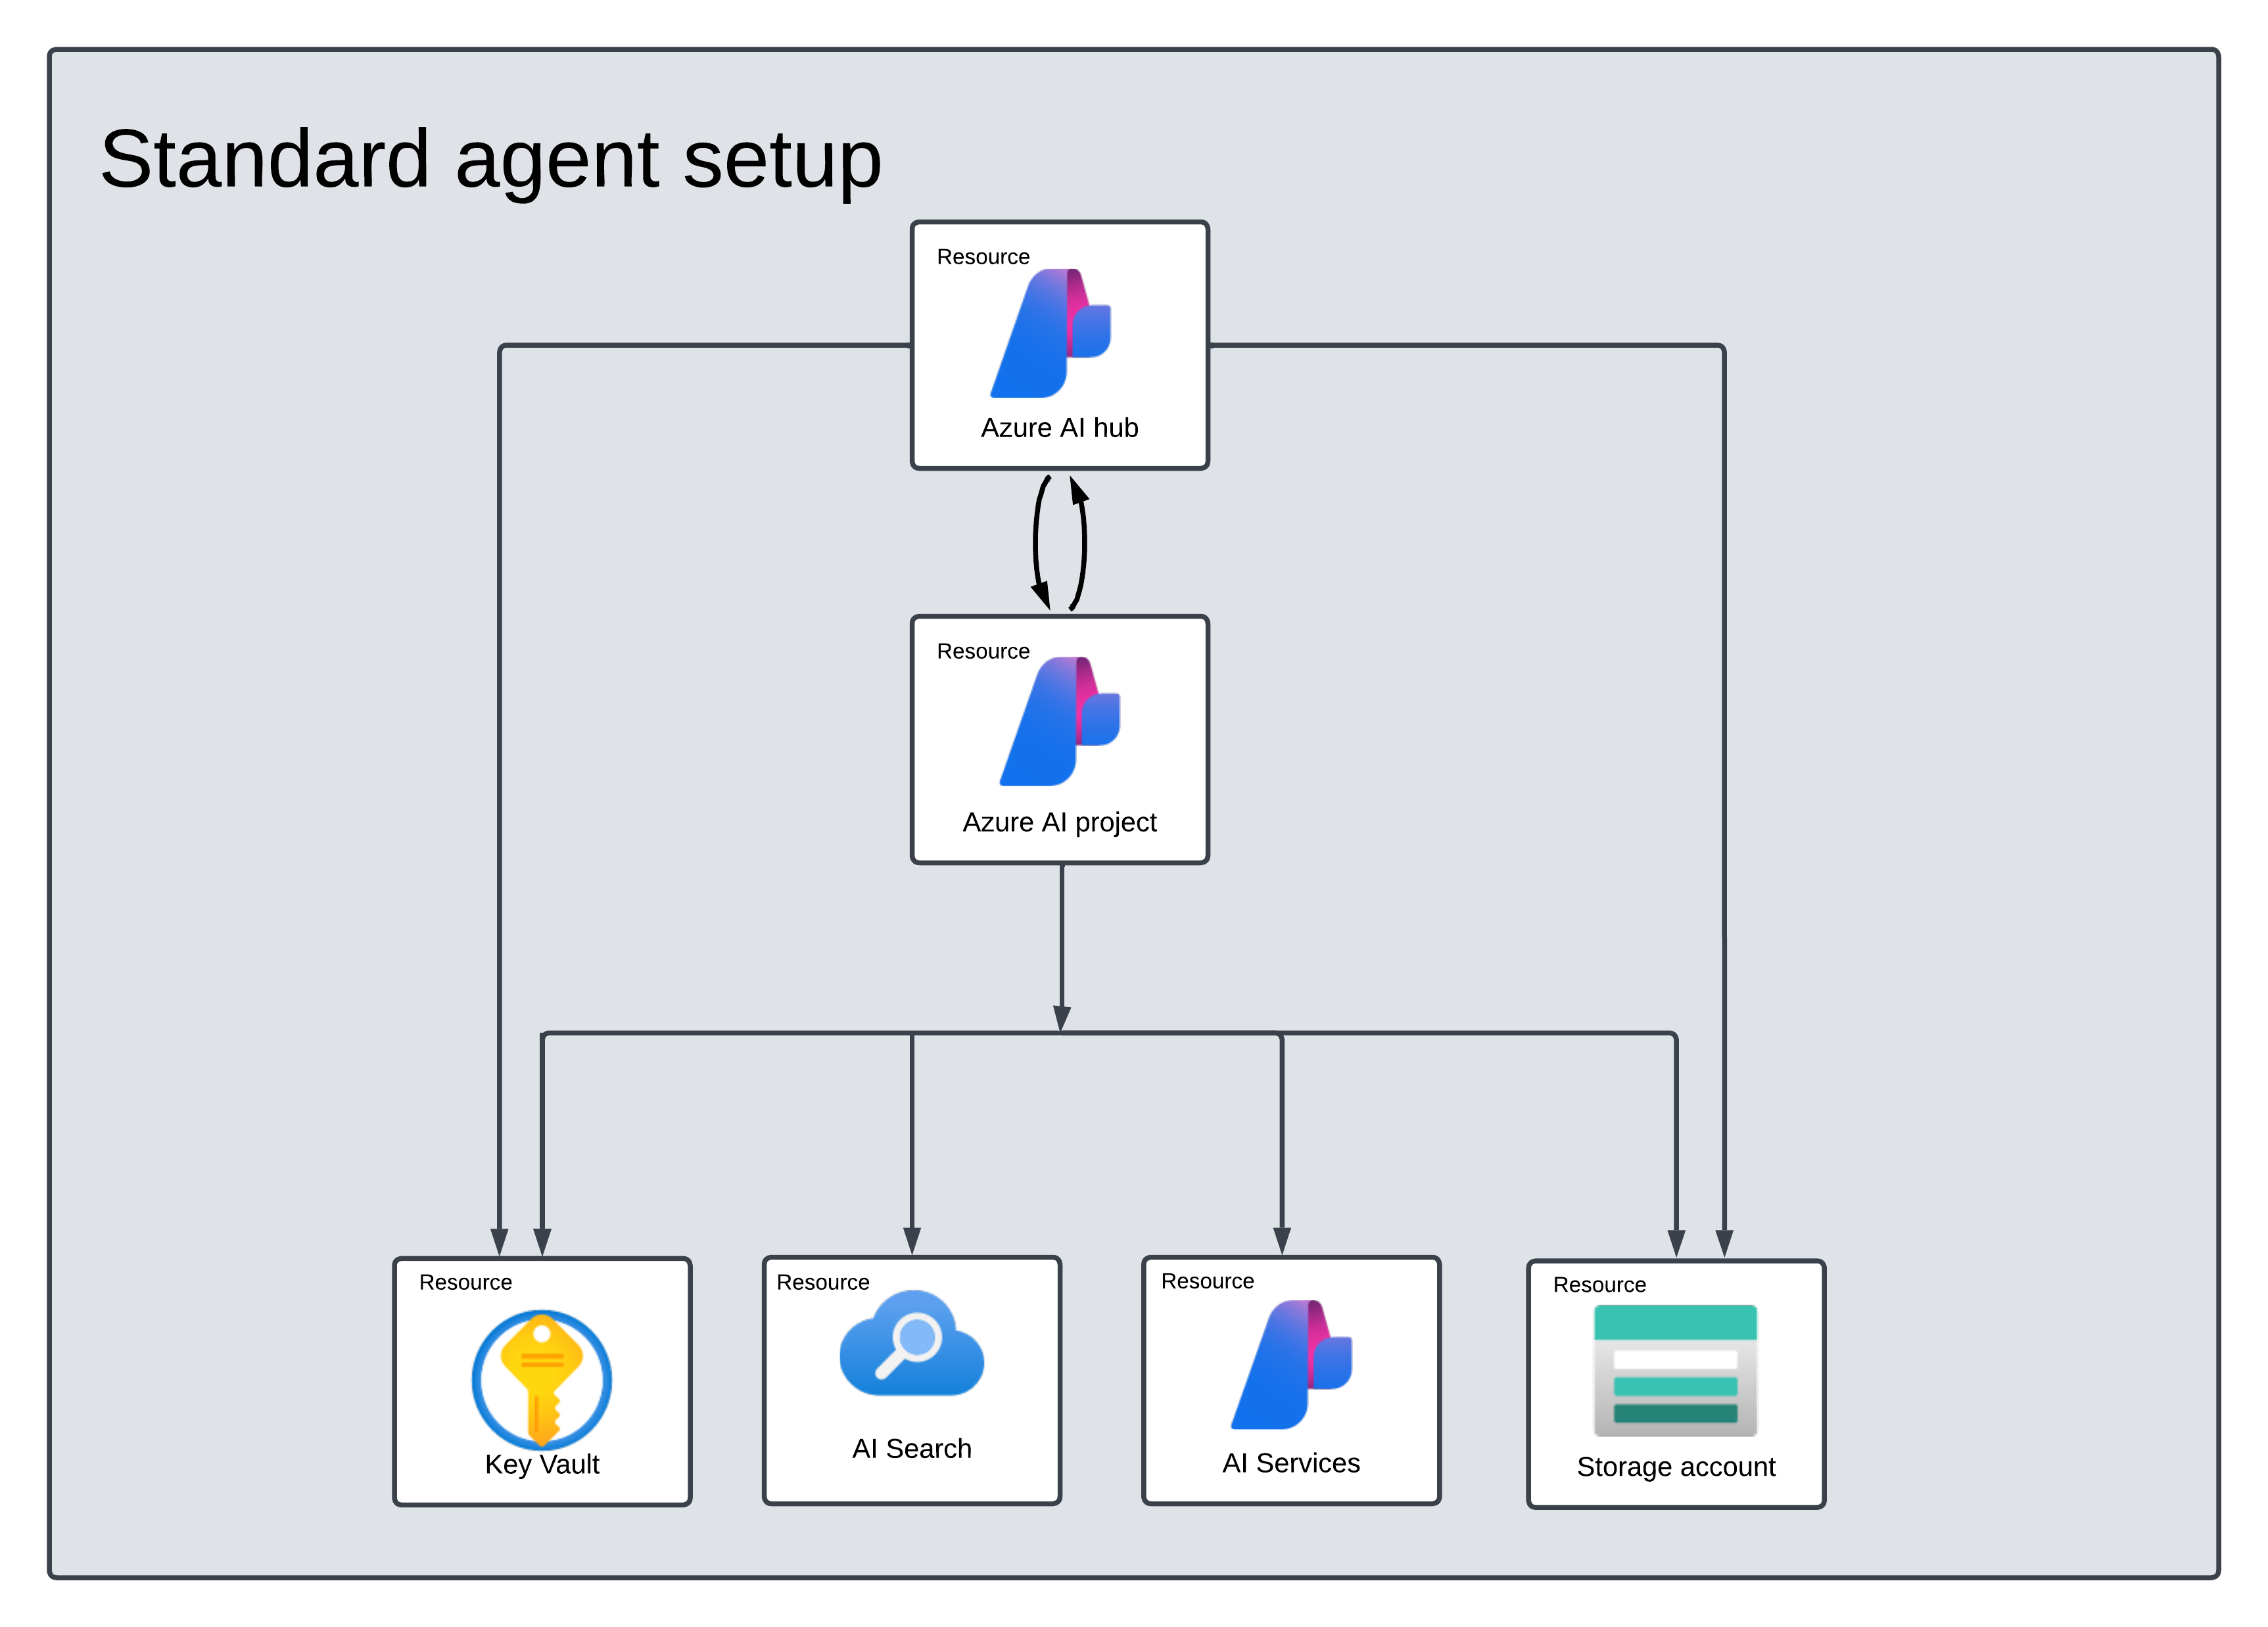 Standard agent setup
Resource
Azure AI hub
Resource
Azure AI project
Resource
Key Vault
Resource
AI Search
Resource
AI Services
Resource
Storage account